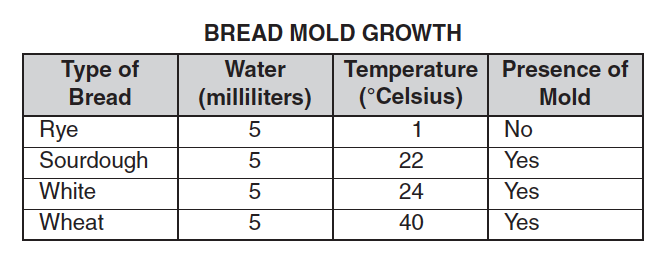 BREAD MOLD GROWTH
Type of Bread Water (milliliters) Temperature (°Celsius) Presence of Mold
Rye 5 1 No
Sourdough 5 22 Yes
White 5 24 Yes
Wheat 5 40 Yes